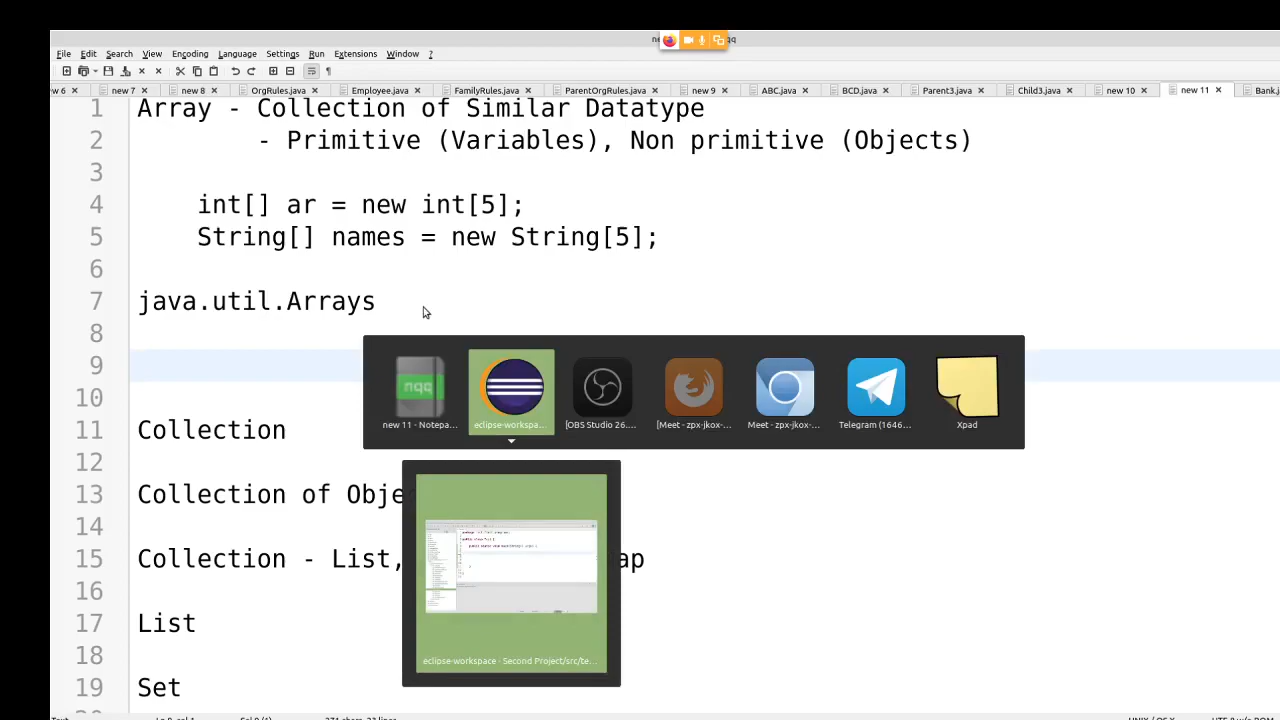 File Edit Search View Encoding Language Settings Run Extensions Window ?
new 7 new 8 OrgRules.java Employee.java FamilyRules.java ParentOrgRules.java new 9 ABC.java BCD.java Parent3.java Child3.java new 10 new 11
1 Array - Collection of Similar Datatype
2 - Primitive (Variables), Non primitive (Objects)
3
4 int[] ar = new int[5];
5 String[] names = new String[5];
6
7 java.util.Arrays
8
9
10
11 Collection
12
13 Collection of Obje
14
15 Collection - List, ap
16
17 List
18
19 Set
nqq
new 11 - Notepa... eclipse-workspa... [OBS Studio 26.... [Meet - zpx-jkox-... Meet - zpx-jkox-... Telegram (1646... Xpad
eclipse-workspace - Second Project/src/te...